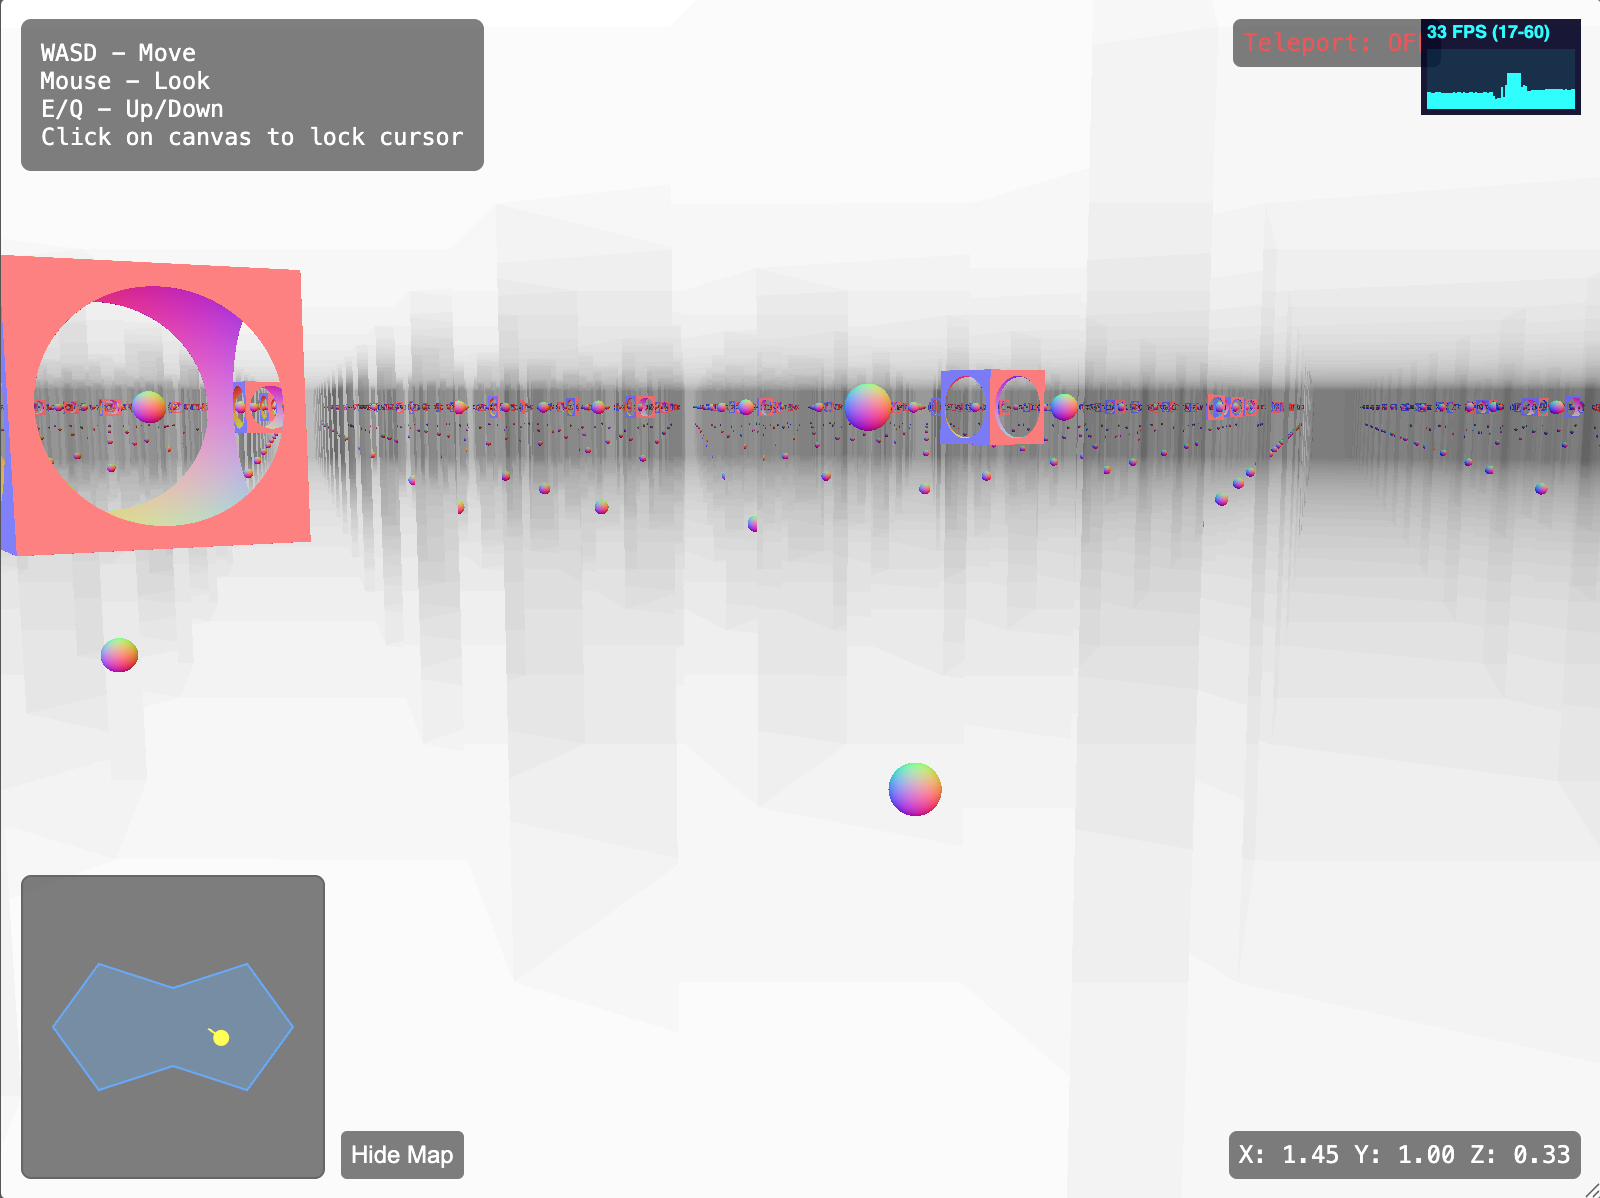 WASD – Move
Mouse – Look
E/Q – Up/Down
Click on canvas to lock cursor
Teleport: OF
33 FPS (17-60)
Hide Map
X: 1.45 Y: 1.00 Z: 0.33